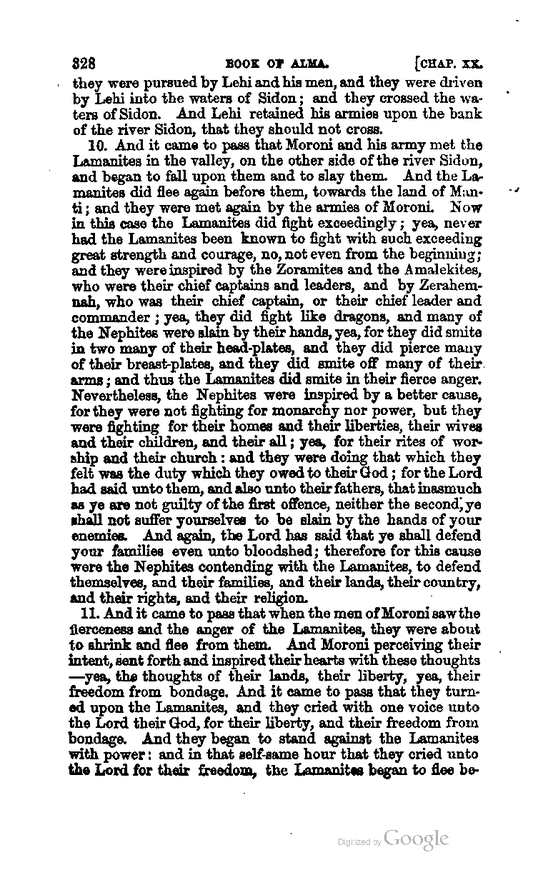 328 BOOK OF ALMA. [CHAP. XX.
they were pursued by Lehi and his men, and they were driven
by Lehi into the waters of Sidon; and they crossed the wa-
ters of Sidon. And Lehi retained his armies upon the bank
of the river Sidon, that they should not cross.
10. And it came to pass that Moroni and his army met the
Lamanites in the valley, on the other side of the river Sidon,
and began to fall upon them and to slay them. And the La-
manites did flee again before them, towards the land of Man-
ti; and they were met again by the armies of Moroni. Now
in this case the Lamanites did fight exceedingly; yea, never
had the Lamanites been known to fight with such exceeding
great strength and courage, no, not even from the beginning;
and they were inspired by the Zoramites and the Amalekites,
who were their chief captains and leaders, and by Zerahem-
nah, who was their chief captain, or their chief leader and
commander; yea, they did fight like dragons, and many of
the Nephites were slain by their hands, yea, for they did smite
in two many of their head-plates, and they did pierce many
of their breast-plates, and they did smite off many of their
arms; and thus the Lamanites did smite in their fierce anger.
Nevertheless, the Nephites were inspired by a better cause,
for they were not fighting for monarchy nor power, but they
were fighting for their homes and their liberties, their wives
and their children, and their all; yea, for their rites of wor-
ship and their church: and they were doing that which they
felt was the duty which they owed to their God; for the Lord
had said unto them, and also unto their fathers, that inasmuch
as ye are not guilty of the first offence, neither the second, ye
shall not suffer yourselves to be slain by the hands of your
enemies. And again, the Lord has said that ye shall defend
your families even unto bloodshed; therefore for this cause
were the Nephites contending with the Lamanites, to defend
themselves, and their families, and their lands, their country,
and their rights, and their religion.
11. And it came to pass that when the men of Moroni saw the
fierceness and the anger of the Lamanites, they were about
to shrink and flee from them. And Moroni perceiving their
intent, sent forth and inspired their hearts with these thoughts
—yea, the thoughts of their lands, their liberty, yea, their
freedom from bondage. And it came to pass that they turn-
ed upon the Lamanites, and they cried with one voice unto
the Lord their God, for their liberty, and their freedom from
bondage. And they began to stand against the Lamanites
with power: and in that self-same hour that they cried unto
the Lord for their freedom, the Lamanites began to flee be-
Digitized by Google